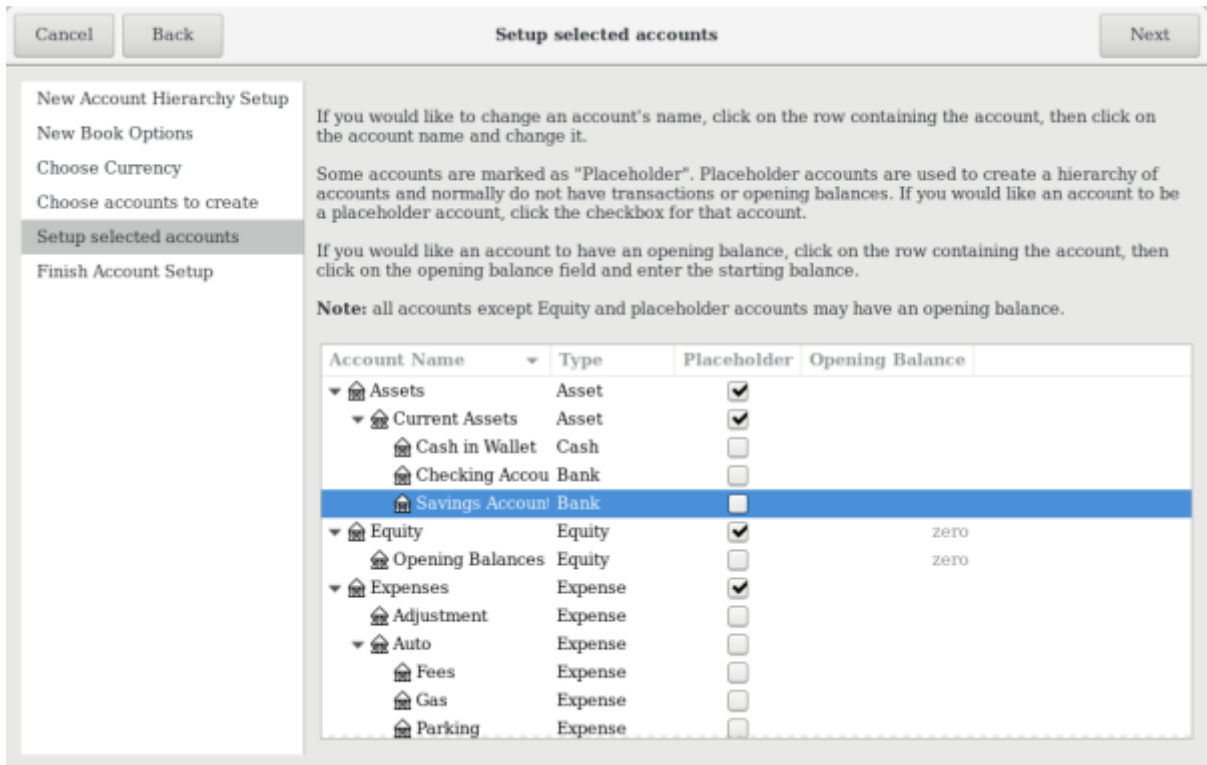 Cancel Back Setup selected accounts Next
New Account Hierarchy Setup
New Book Options
Choose Currency
Choose accounts to create
Setup selected accounts
Finish Account Setup
If you would like to change an account's name, click on the row containing the account, then click on
the account name and change it.
Some accounts are marked as "Placeholder". Placeholder accounts are used to create a hierarchy of
accounts and normally do not have transactions or opening balances. If you would like an account to be
a placeholder account, click the checkbox for that account.
If you would like an account to have an opening balance, click on the row containing the account, then
click on the opening balance field and enter the starting balance.
Note: all accounts except Equity and placeholder accounts may have an opening balance.
Account Name Type Placeholder Opening Balance
Assets Asset
Current Assets Asset
Cash in Wallet Cash
Checking Accou Bank
Savings Account Bank
Equity Equity zero
Opening Balances Equity zero
Expenses Expense
Adjustment Expense
Auto Expense
Fees Expense
Gas Expense
Parking Expense